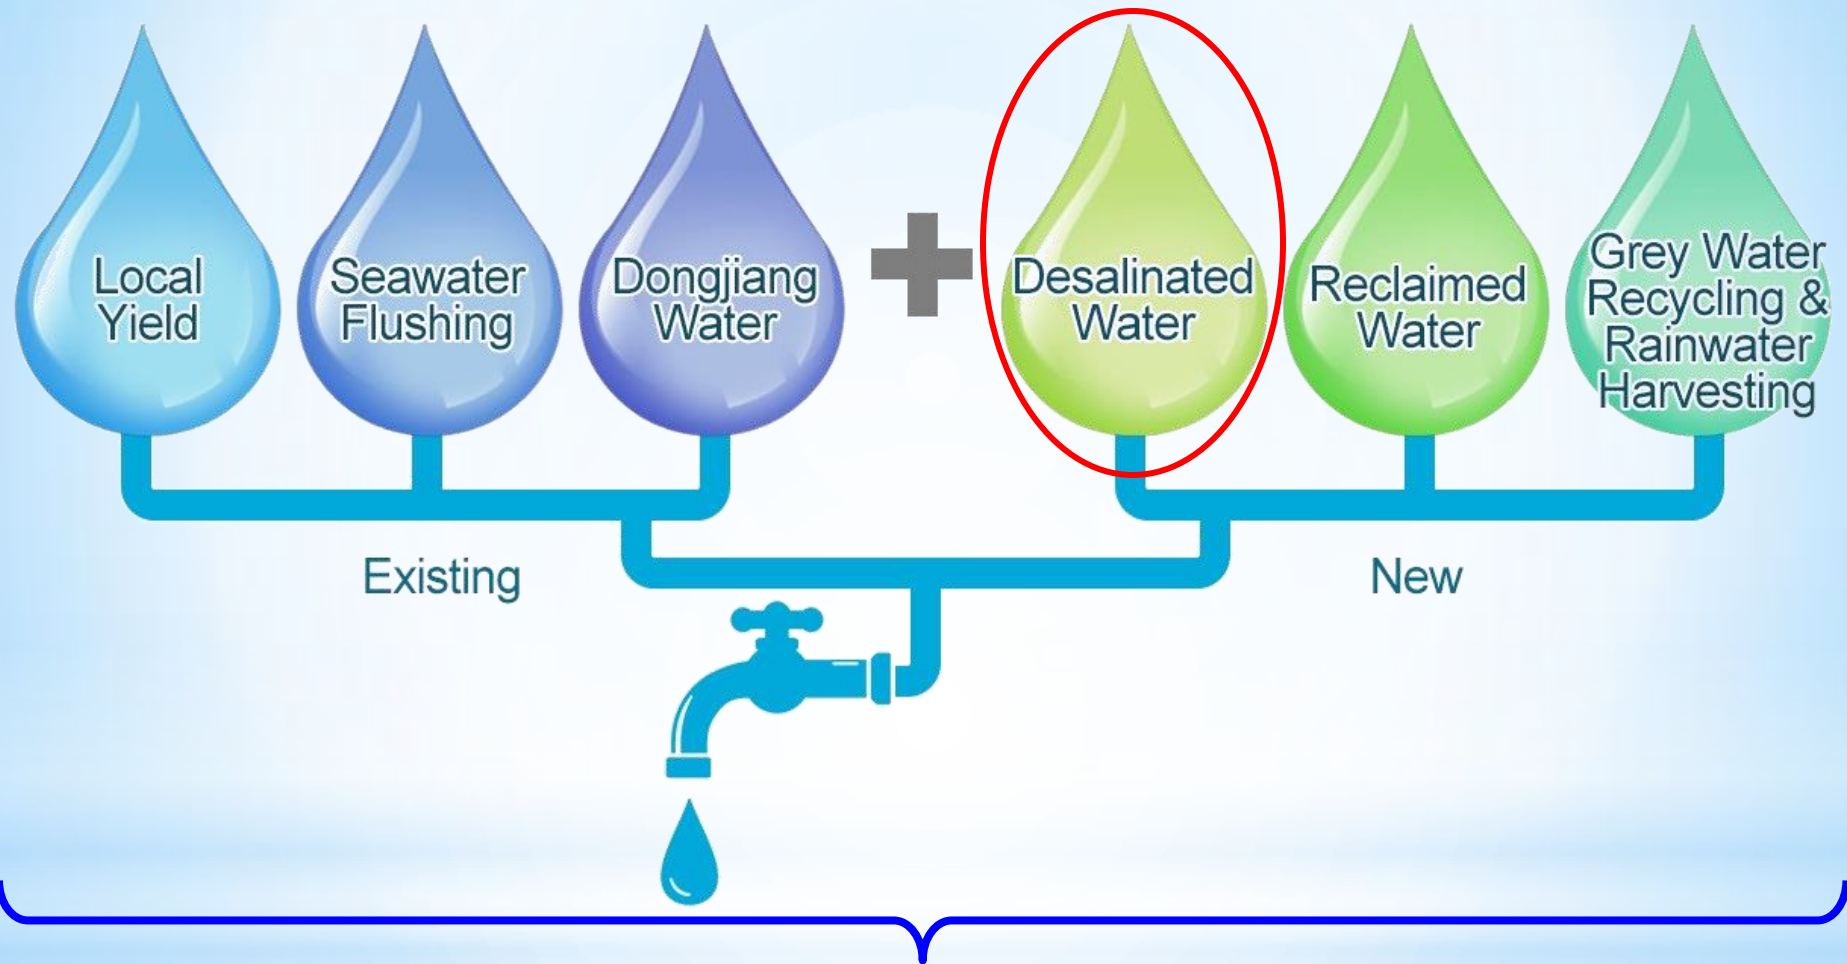 Local
Yield
Seawater
Flushing
Dongjiang
Water
Desalinated
Water
Reclaimed
Water
Grey Water
Recycling &
Rainwater
Harvesting
Existing
New